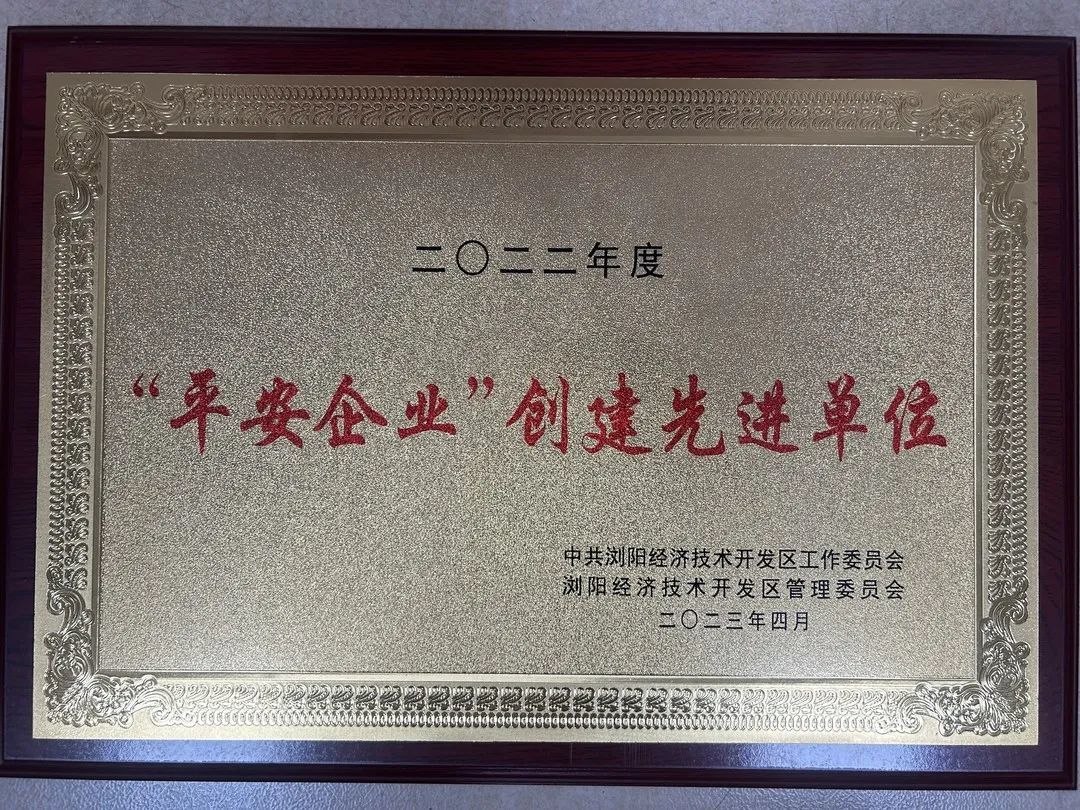 二〇二二年度
“平安企业”创建先进单位
中共浏阳经济技术开发区工作委员会
浏阳经济技术开发区管理委员会
二〇二三年四月